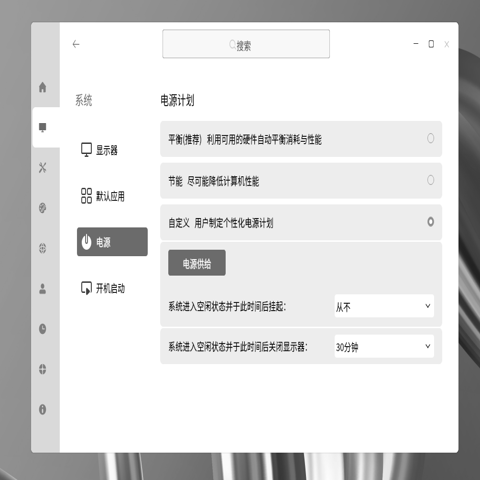 搜索
系统
电源计划
显示器
默认应用
电源
开机启动
平衡(推荐) 利用可用的硬件自动平衡消耗与性能
节能 尽可能降低计算机性能
自定义 用户制定个性化电源计划
电源供给
系统进入空闲状态并于此时间后挂起: 从不
系统进入空闲状态并于此时间后关闭显示器: 30分钟